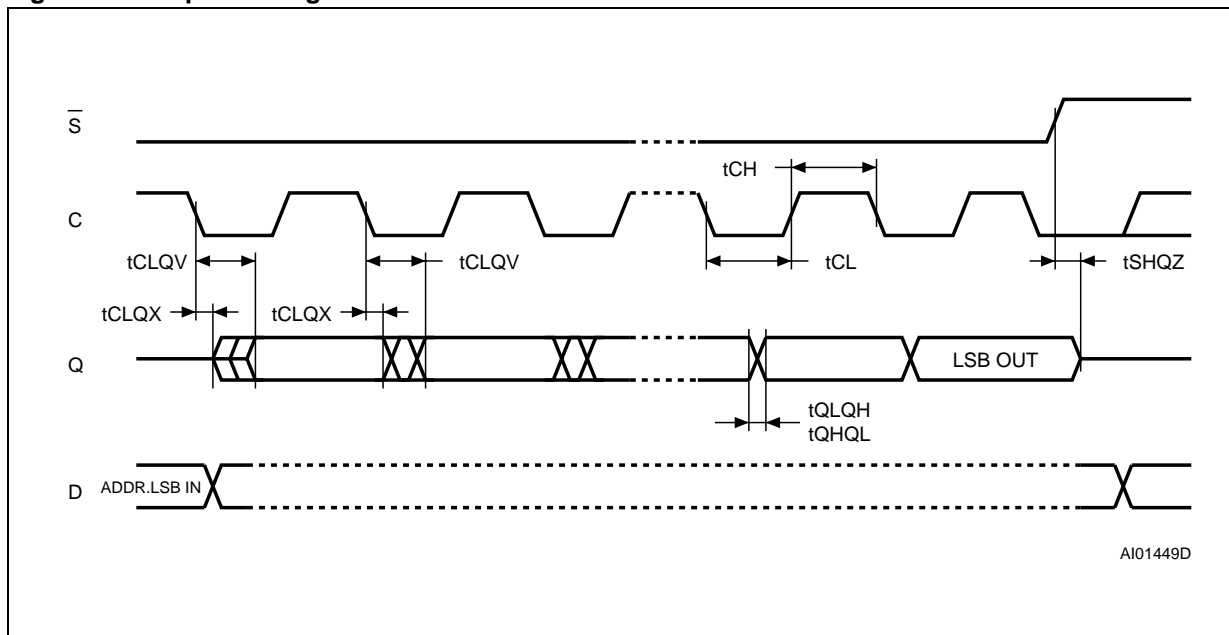 S
tCH
C
tCLQV
tCLQV
tCL
tSHQZ
tCLQX
tCLQX
Q
LSB OUT
tQLQH
tQHQL
D
ADDR.LSB IN
AI01449D